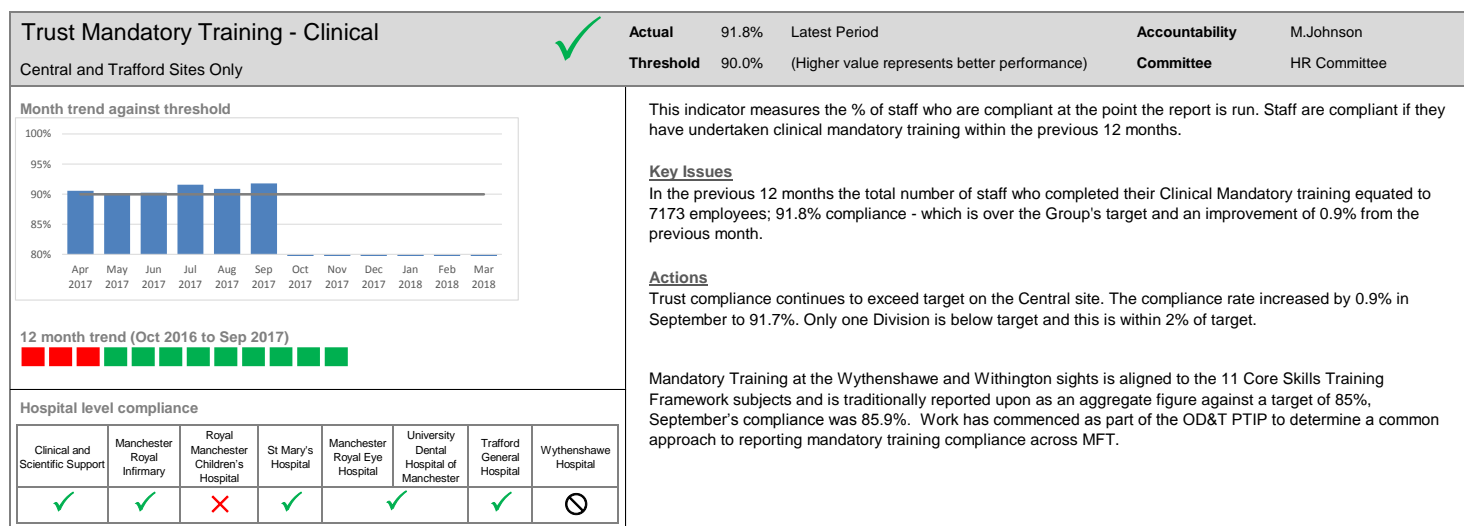 Trust Mandatory Training - Clinical
Central and Trafford Sites Only
Actual 91.8% Latest Period
Threshold 90.0% (Higher value represents better performance)
Accountability M.Johnson
Committee HR Committee
Month trend against threshold
100%
95%
90%
85%
80%
Apr May Jun Jul Aug Sep Oct Nov Dec Jan Feb Mar
2017 2017 2017 2017 2017 2017 2017 2017 2017 2018 2018 2018
12 month trend (Oct 2016 to Sep 2017)
Hospital level compliance
Clinical and
Scientific Support
Manchester
Royal
Infirmary
Royal
Manchester
Children's
Hospital
St Mary's
Hospital
Manchester
Royal Eye
Hospital
University
Dental
Hospital of
Manchester
Trafford
General
Hospital
Wythenshawe
Hospital
This indicator measures the % of staff who are compliant at the point the report is run. Staff are compliant if they
have undertaken clinical mandatory training within the previous 12 months.
Key Issues
In the previous 12 months the total number of staff who completed their Clinical Mandatory training equated to
7173 employees; 91.8% compliance - which is over the Group's target and an improvement of 0.9% from the
previous month.
Actions
Trust compliance continues to exceed target on the Central site. The compliance rate increased by 0.9% in
September to 91.7%. Only one Division is below target and this is within 2% of target.
Mandatory Training at the Wythenshawe and Withington sights is aligned to the 11 Core Skills Training
Framework subjects and is traditionally reported upon as an aggregate figure against a target of 85%,
September's compliance was 85.9%. Work has commenced as part of the OD&T PTIP to determine a common
approach to reporting mandatory training compliance across MFT.